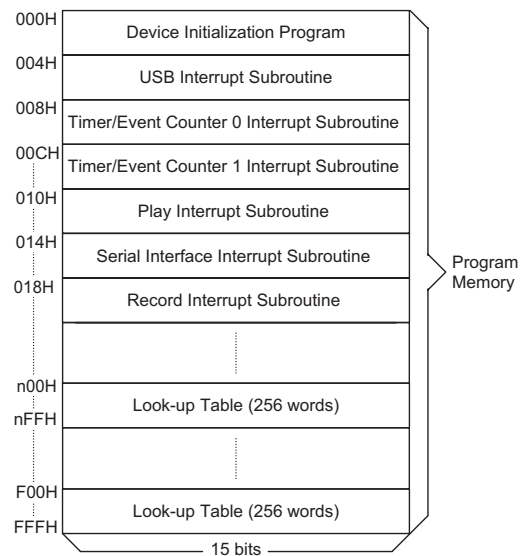 000H
Device Initialization Program
004H
USB Interrupt Subroutine
008H
Timer/Event Counter 0 Interrupt Subroutine
00CH
Timer/Event Counter 1 Interrupt Subroutine
010H
Play Interrupt Subroutine
014H
Serial Interface Interrupt Subroutine
018H
Record Interrupt Subroutine
Program
Memory
n00H
Look-up Table (256 words)
nFFH
F00H
Look-up Table (256 words)
FFFH
15 bits